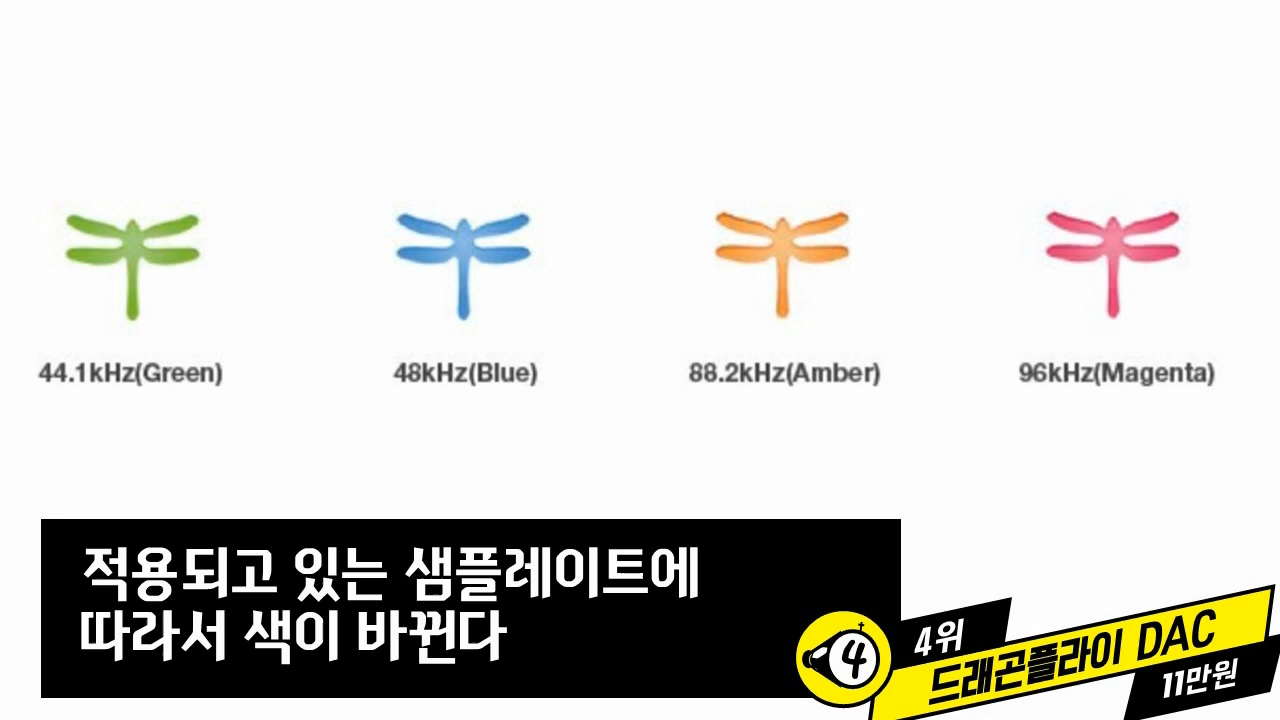 44.1kHz(Green)
48kHz(Blue)
88.2kHz(Amber)
96kHz(Magenta)
적용되고 있는 샘플레이트에
따라서 색이 바뀐다
4
4위
드래곤플라이 DAC
11만원